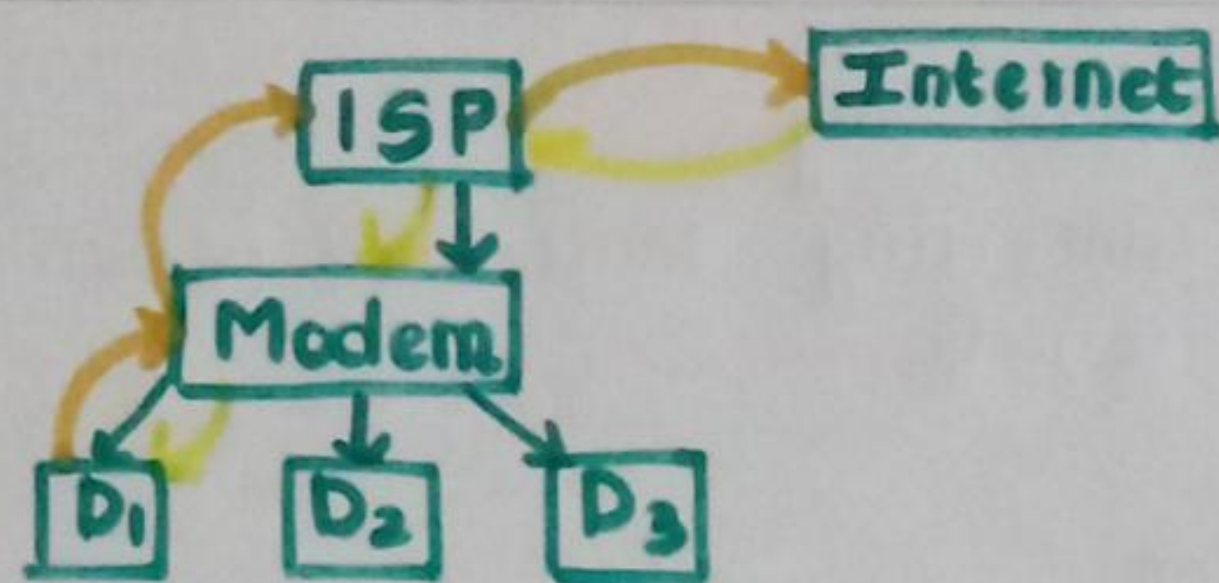 ISP
Internet
Modem
D1
D2
D3